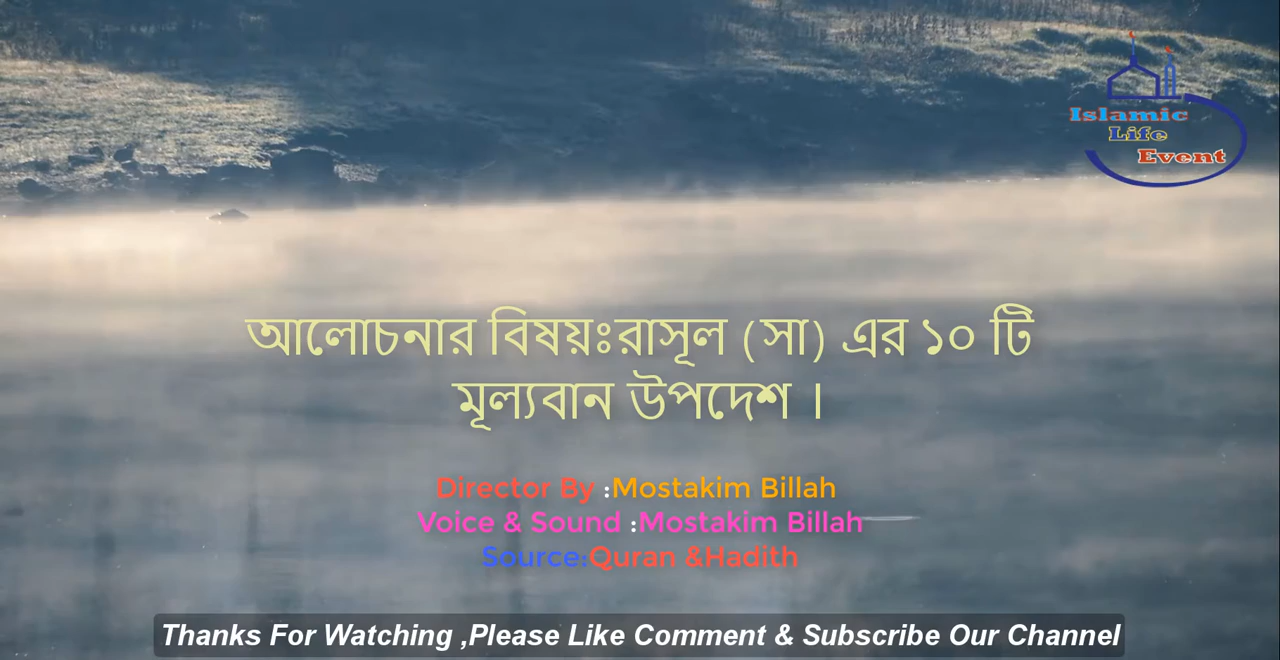 Islamic
Life
Event
আলোচনার বিষয়ঃরাসূল (সা) এর ১০ টি
মূল্যবান উপদেশ ।
Director By :Mostakim Billah
Voice & Sound :Mostakim Billah
Source:Quran &Hadith
Thanks For Watching ,Please Like Comment & Subscribe Our Channel